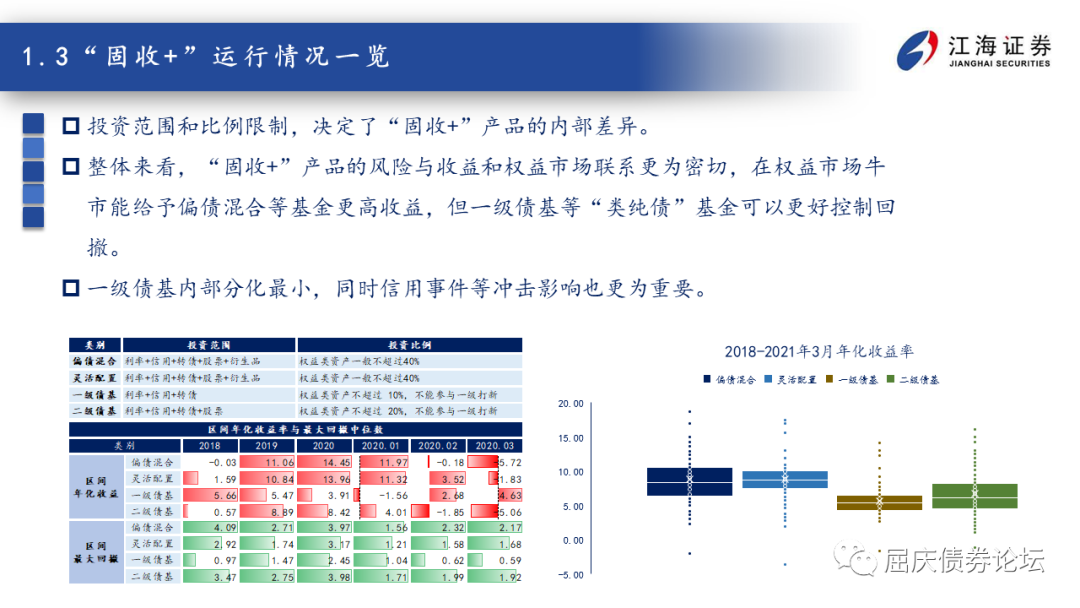 1.3“固收+”运行情况一览
江海证券
JIANGHAI SECURITIES
投资范围和比例限制，决定了“固收+”产品的内部差异。
整体来看，“固收+”产品的风险与收益和权益市场联系更为密切，在权益市场牛
市能给予偏债混合等基金更高收益，但一级债基等“类纯债”基金可以更好控制回
撤。
一级债基内部分化最小，同时信用事件等冲击影响也更为重要。
类别 投资范围 投资比例
偏债混合 利率+信用+转债+股票+衍生品 权益类资产一般不超过40%
灵活配置 利率+信用+转债+股票+衍生品 权益类资产一般不超过40%
一级债基 利率+信用+转债 权益类资产不超过 10%，不能参与一级打新
二级债基 利率+信用+转债+股票 权益类资产不超过 20%，不能参与一级打新
区间年化收益率与最大回撤中位数
类别 2018 2019 2020 2020.01 2020.02 2020.03
区间
年化收益
偏债混合 -0.03 11.06 14.45 11.97 -0.18 -5.72
灵活配置 1.59 10.84 13.96 11.32 3.52 -1.83
一级债基 5.66 5.47 3.91 -1.56 2.68 4.63
二级债基 0.57 8.89 8.42 4.01 -1.85 -5.06
区间
最大回撤
偏债混合 4.09 2.71 3.97 1.56 2.32 2.17
灵活配置 2.92 1.74 3.17 1.21 1.58 1.68
一级债基 0.97 1.47 2.45 1.04 0.62 0.59
二级债基 3.47 2.75 3.98 1.71 1.99 1.92
2018-2021年3月年化收益率
偏债混合 灵活配置 一级债基 二级债基
20.00
15.00
10.00
5.00
0.00
-5.00
屈庆债券论坛